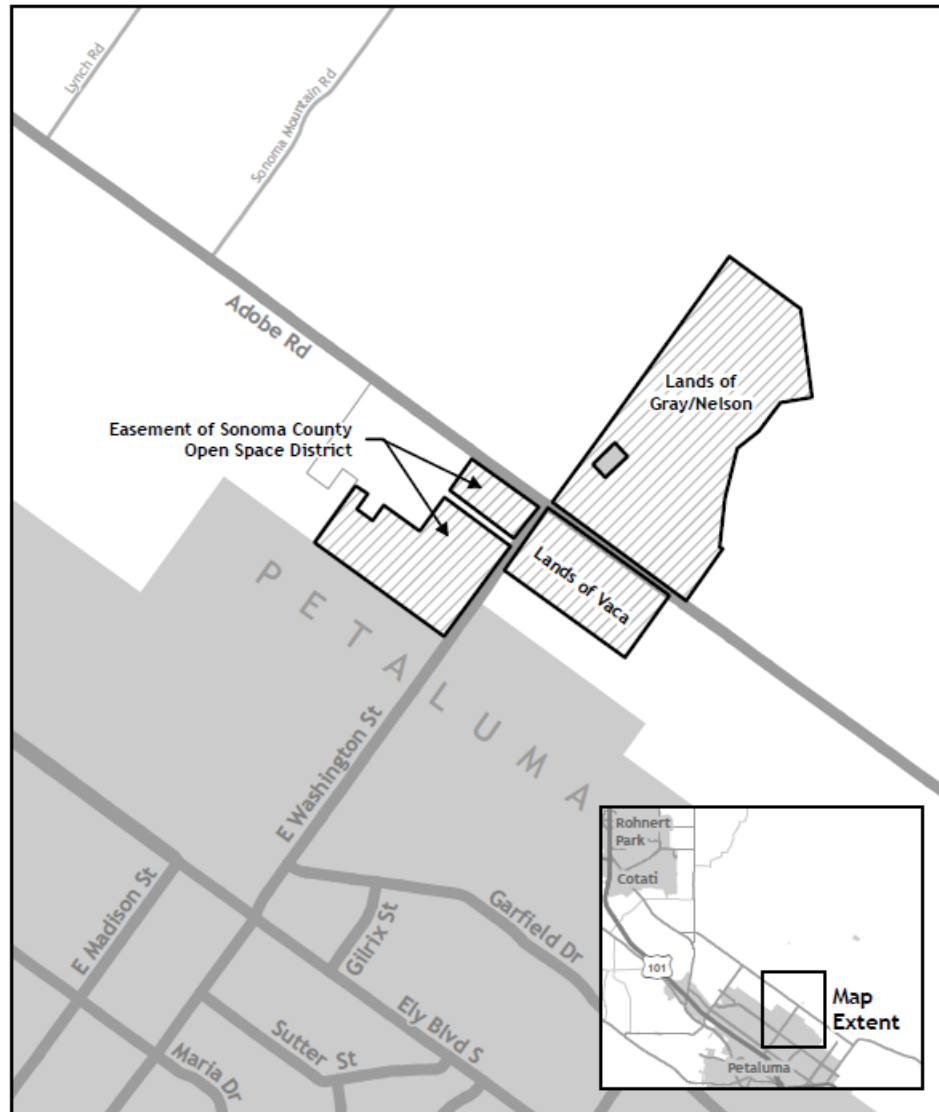 Lynch Rd
Sonoma Mountain Rd
Adobe Rd
Lands of
Gray/Nelson
Easement of Sonoma County
Open Space District
Lands of Vaca
PETALUMA
E Washington St
E Madison St
Gilrix St
Garfield Dr
Ely Blvd S
Sutter St
Maria Dr
Rohnert
Park
Cotati
101
Map
Extent
Petaluma